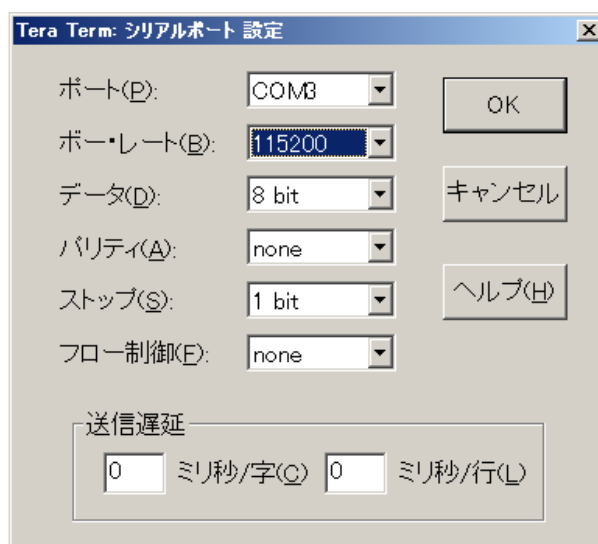 Tera Term: シリアルポート 設定
ポート(P): COM3
OK
ボー・レート(B): 115200
データ(D): 8 bit
キャンセル
パリティ(A): none
ストップ(S): 1 bit
ヘルプ(H)
フロー制御(F): none
送信遅延
0 ミリ秒/字(C) 0 ミリ秒/行(L)